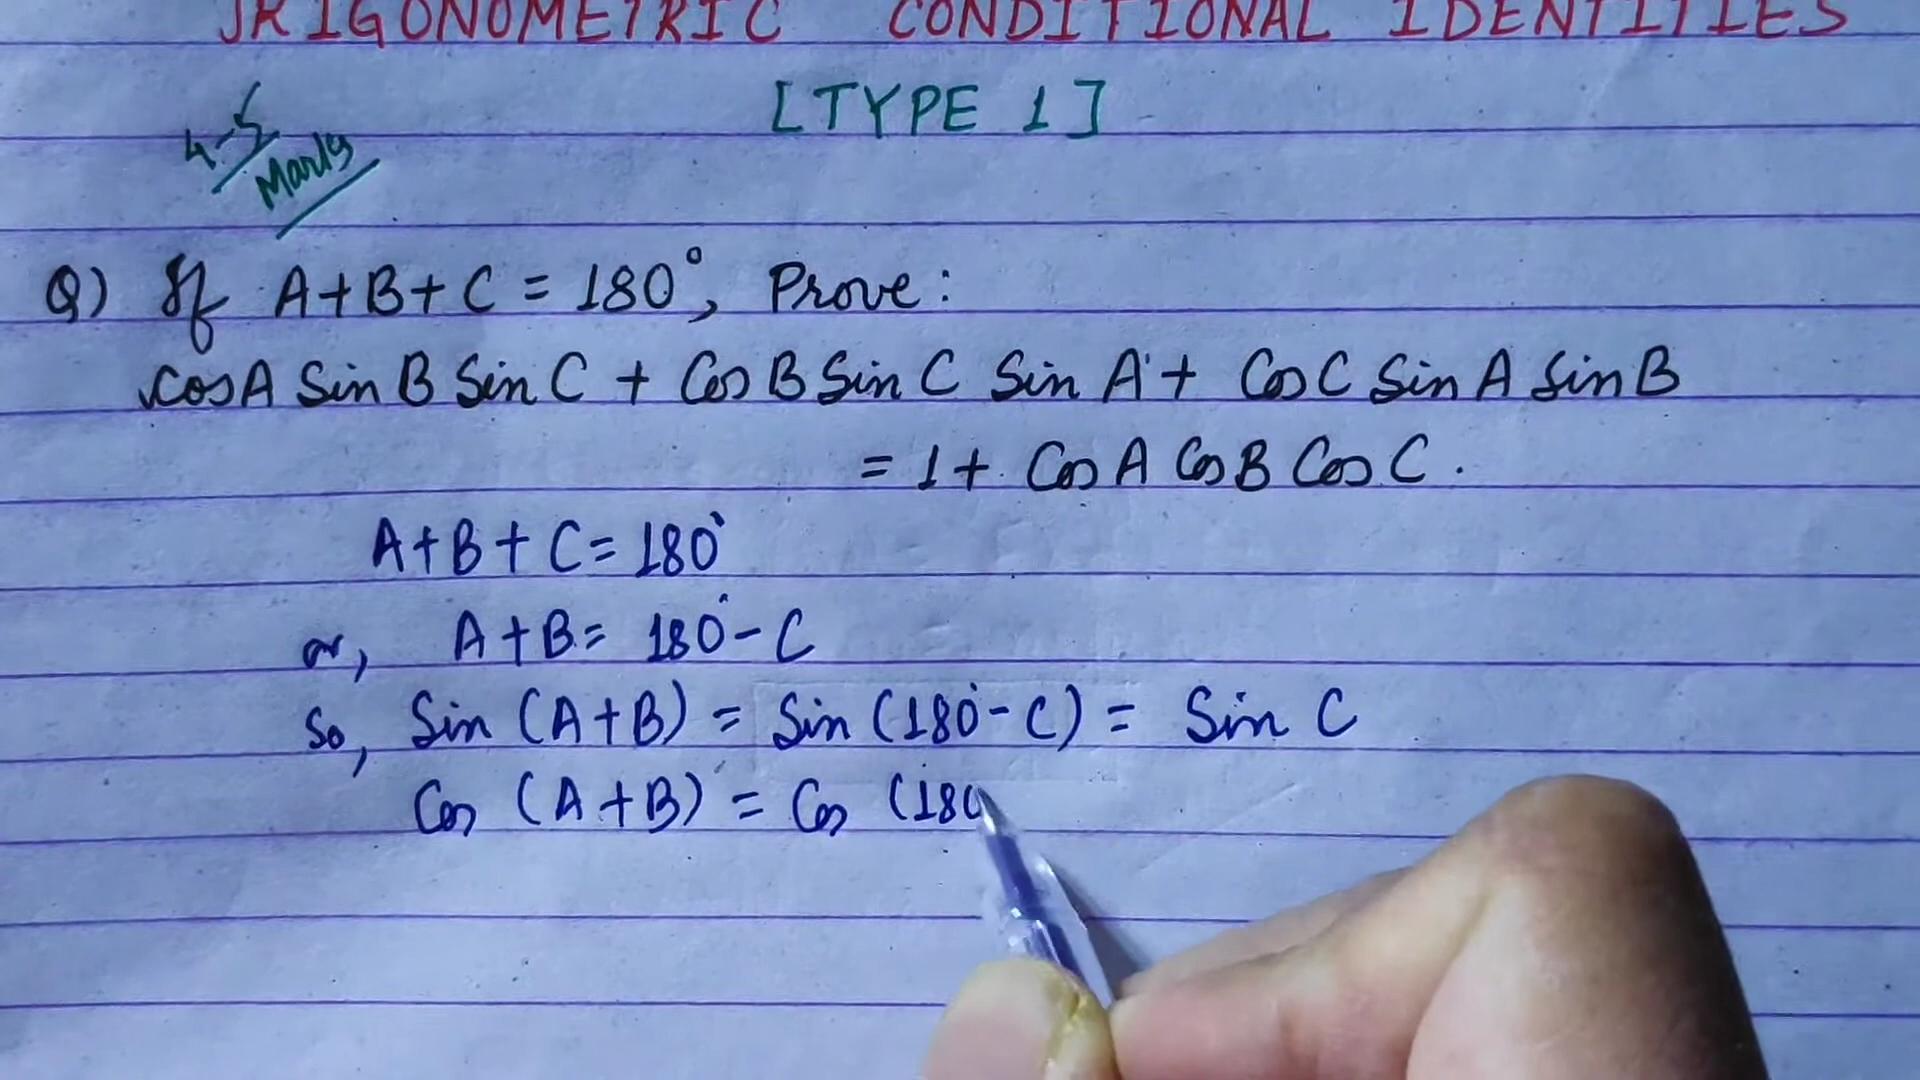 TRIGONOMETRIC CONDITIONAL IDENTITIES
[TYPE 1]
4-5
Marks
Q) If A+B+C = 180°, Prove:
cosA Sin B Sin C + Cos B Sin C Sin A + Cos C Sin A Sin B
= 1 + Cos A Cos B Cos C.
A+B+C=180°
or, A+B= 180°-C
So, Sin (A+B) = Sin (180°-C) = Sin C
Cos (A+B) = Cos (180